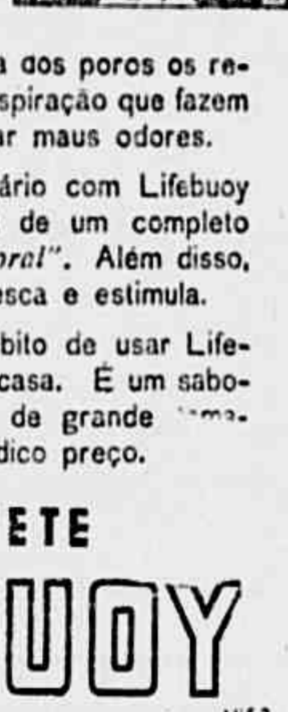 a dos poros os re-
spiração que fazem
ar maus odores.
ário com Lifebuoy
de um completo
oral". Além disso,
esca e estimula.
bito de usar Life-
casa. É um sabo-
de grande
dico preço.
ETE
UOY